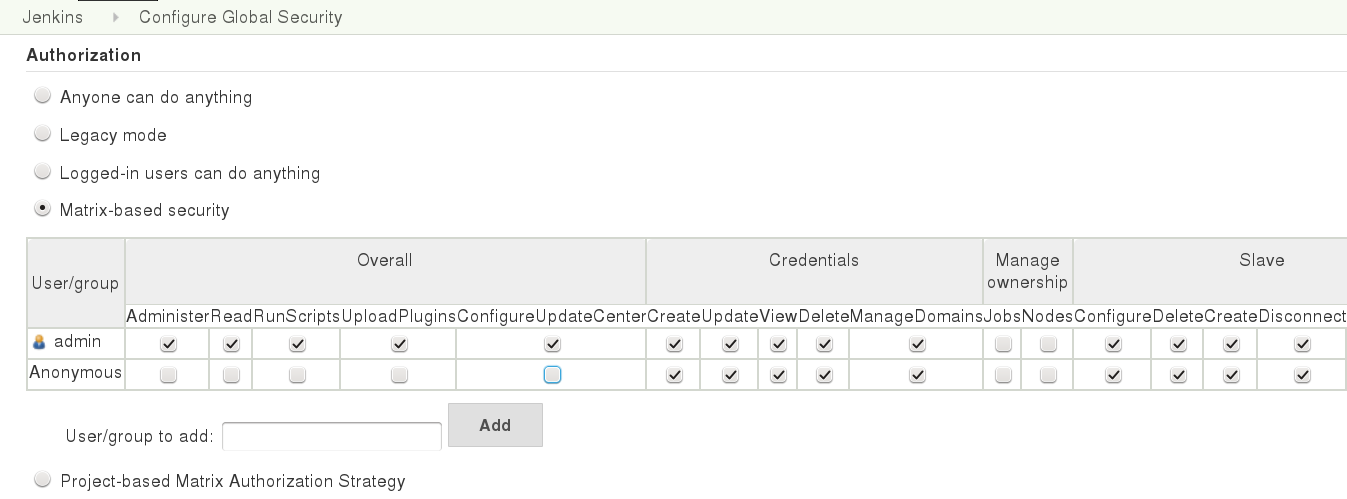 Jenkins Configure Global Security
Authorization
Anyone can do anything
Legacy mode
Logged-in users can do anything
Matrix-based security
User/group Overall Credentials Manage ownership Slave
Administer Read RunScripts UploadPlugins ConfigureUpdateCenter Create Update View Delete ManageDomains Jobs Nodes Configure Delete Create Disconnect
admin
Anonymous
User/group to add: Add
Project-based Matrix Authorization Strategy